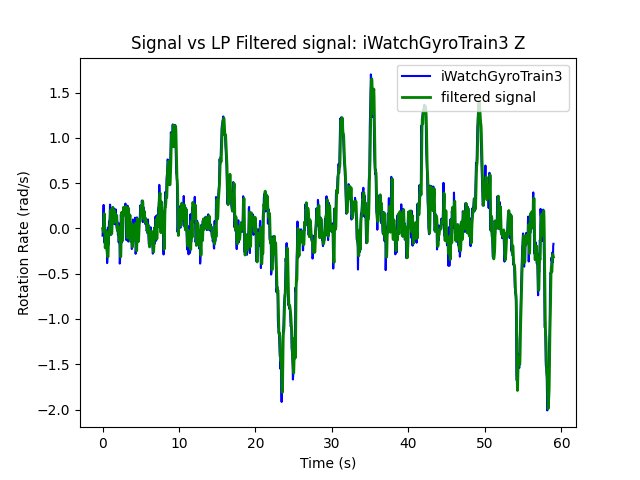 Signal vs LP Filtered signal: iWatchGyroTrain3 Z
iWatchGyroTrain3
filtered signal
Rotation Rate (rad/s)
1.5
1.0
0.5
0.0
−0.5
−1.0
−1.5
−2.0
0 10 20 30 40 50 60
Time (s)